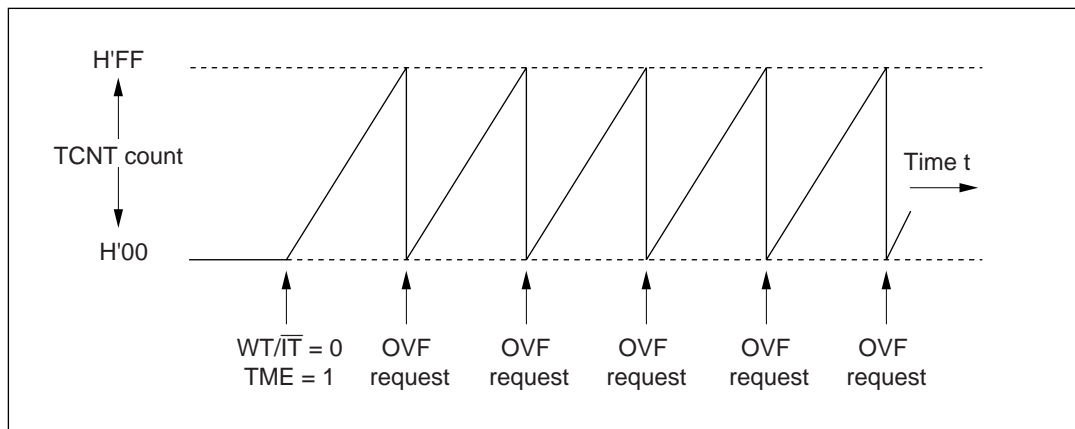 H'FF
TCNT count
Time t
H'00
WT/I̅T̅ = 0
TME = 1
OVF
request
OVF
request
OVF
request
OVF
request
OVF
request